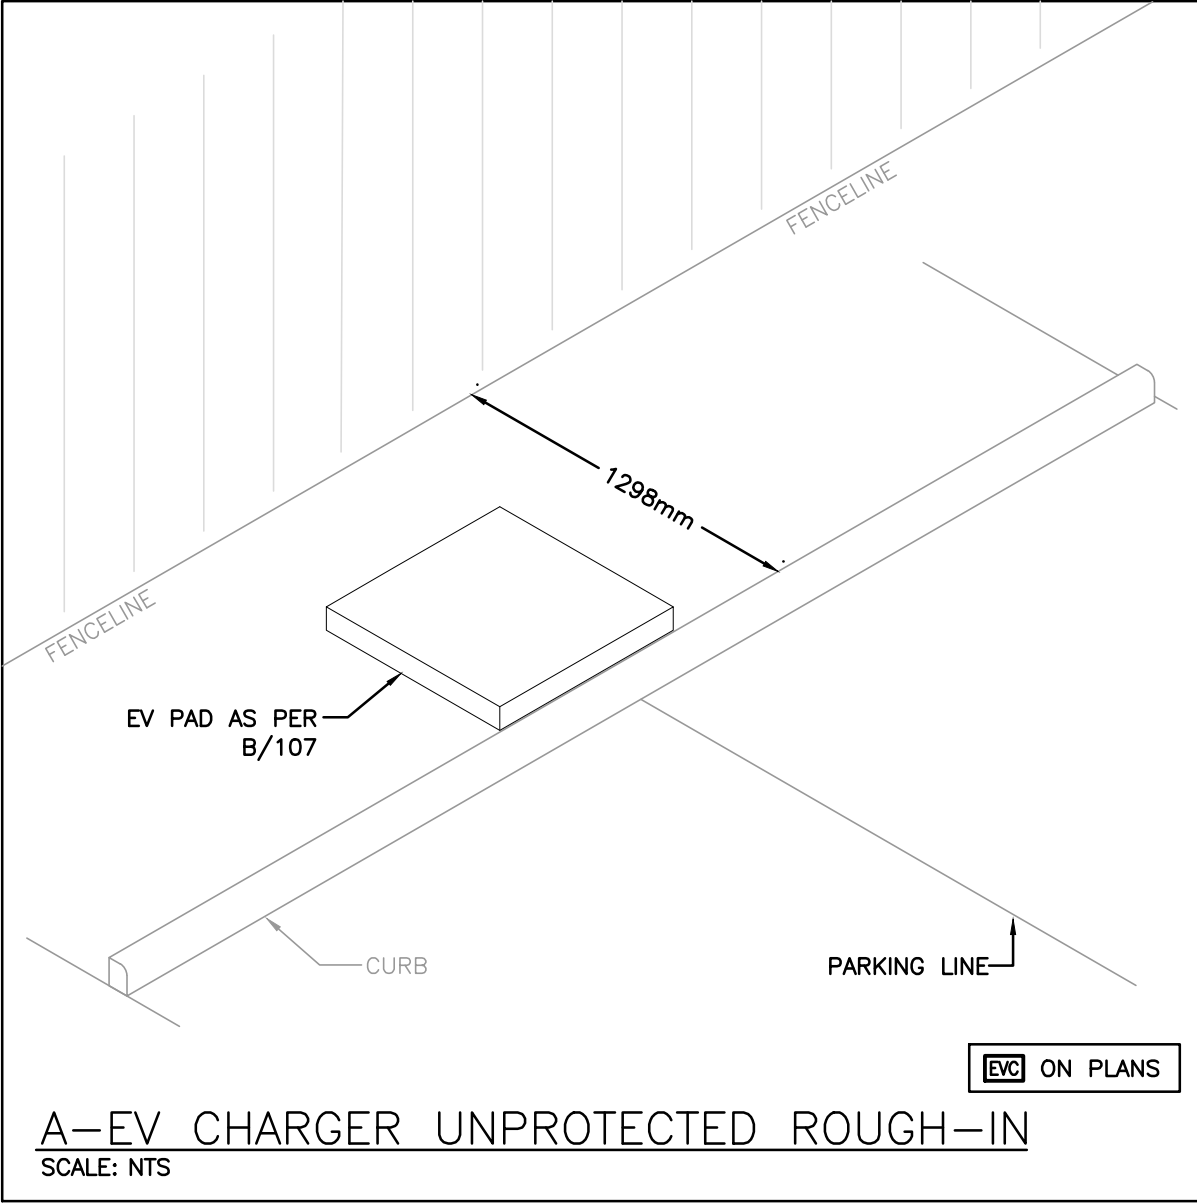 FENCELINE
1298mm
FENCELINE
EV PAD AS PER
B/107
CURB
PARKING LINE
EVC ON PLANS
A-EV CHARGER UNPROTECTED ROUGH-IN
SCALE: NTS